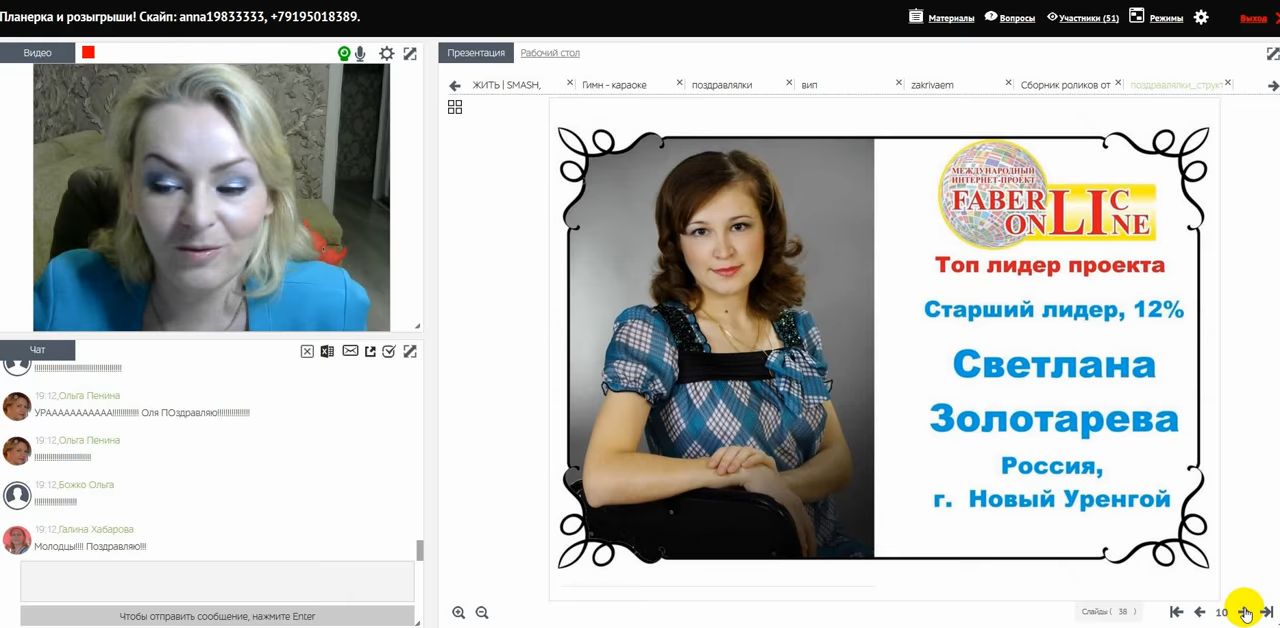 Планерка и розыгрыши! Скайп: anna19833333, +79195018389.
Материалы Вопросы Участники (51) Режимы Выход
Видео
Презентация Рабочий стол
ЖИТЬ | SMASH, Гимн - караоке поздравлялки вип zakrivaem Сборник роликов от поздравлялки_структ
МЕЖДУНАРОДНЫЙ
ИНТЕРНЕТ-ПРОЕКТ
FABERLIC
ONLINE
Топ лидер проекта
Старший лидер, 12%
Светлана
Золотарева
Россия,
г. Новый Уренгой
Чат
!!!!!!!!!!!!!!!!!!!!!!!!!!!!!!!!!!!!
19:12,Ольга Пенина
УРАААААААААААА!!!!!!!!!!!!! Оля ПОздравляю!!!!!!!!!!!!!!!!
19:12,Ольга Пенина
!!!!!!!!!!!!!!!!!!!!!!!
19:12,Божко Ольга
!!!!!!!!!!!!!!!!!
19:12,Галина Хабарова
Молодцы!!!! Поздравляю!!!
Чтобы отправить сообщение, нажмите Enter
Слайды ( 38 ) 10